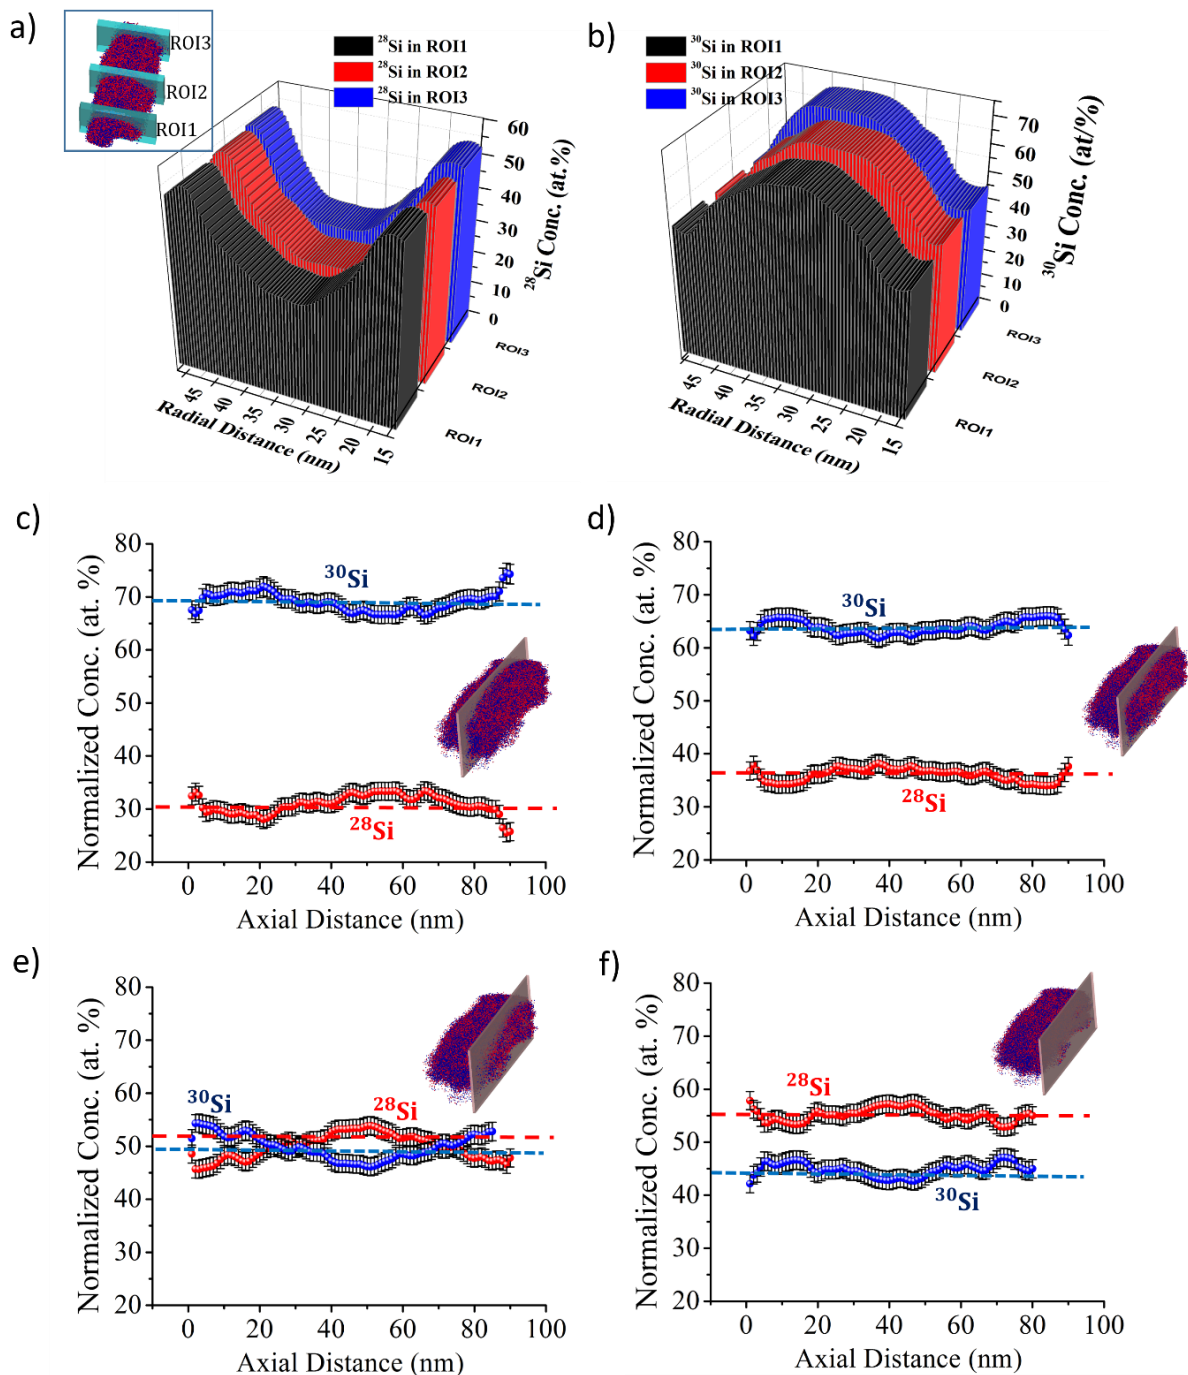 a)
ROI3
ROI2
ROI1
²⁸Si in ROI1
²⁸Si in ROI2
²⁸Si in ROI3
60
50
40
30
20
10
0
²⁸Si Conc. (at.%)
ROI3
ROI2
ROI1
45
40
35
30
25
20
15
Radial Distance (nm)
b)
³⁰Si in ROI1
³⁰Si in ROI2
³⁰Si in ROI3
70
60
50
40
30
20
10
0
³⁰Si Conc. (at/%)
ROI3
ROI2
ROI1
45
40
35
30
25
20
15
Radial Distance (nm)
c)
Normalized Conc. (at. %)
80
70
60
50
40
30
20
³⁰Si
²⁸Si
0 20 40 60 80 100
Axial Distance (nm)
d)
Normalized Conc. (at. %)
80
70
60
50
40
30
20
³⁰Si
²⁸Si
0 20 40 60 80 100
Axial Distance (nm)
e)
Normalized Conc. (at. %)
80
70
60
50
40
30
20
³⁰Si
²⁸Si
0 20 40 60 80 100
Axial Distance (nm)
f)
Normalized Conc. (at. %)
80
70
60
50
40
30
20
²⁸Si
³⁰Si
0 20 40 60 80 100
Axial Distance (nm)